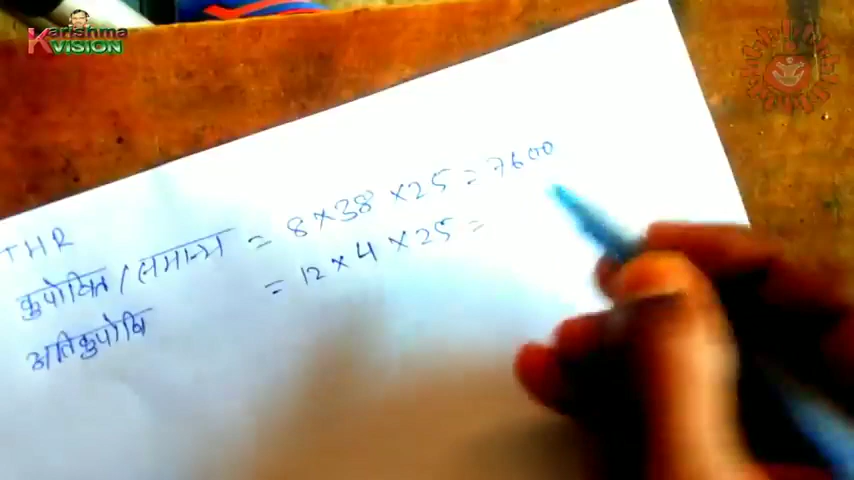 Karishma
VISION
THR
कुपोषित / सामान्य = 8 × 38 × 25 = 7600
अतिकुपोषि = 12 × 4 × 25 =